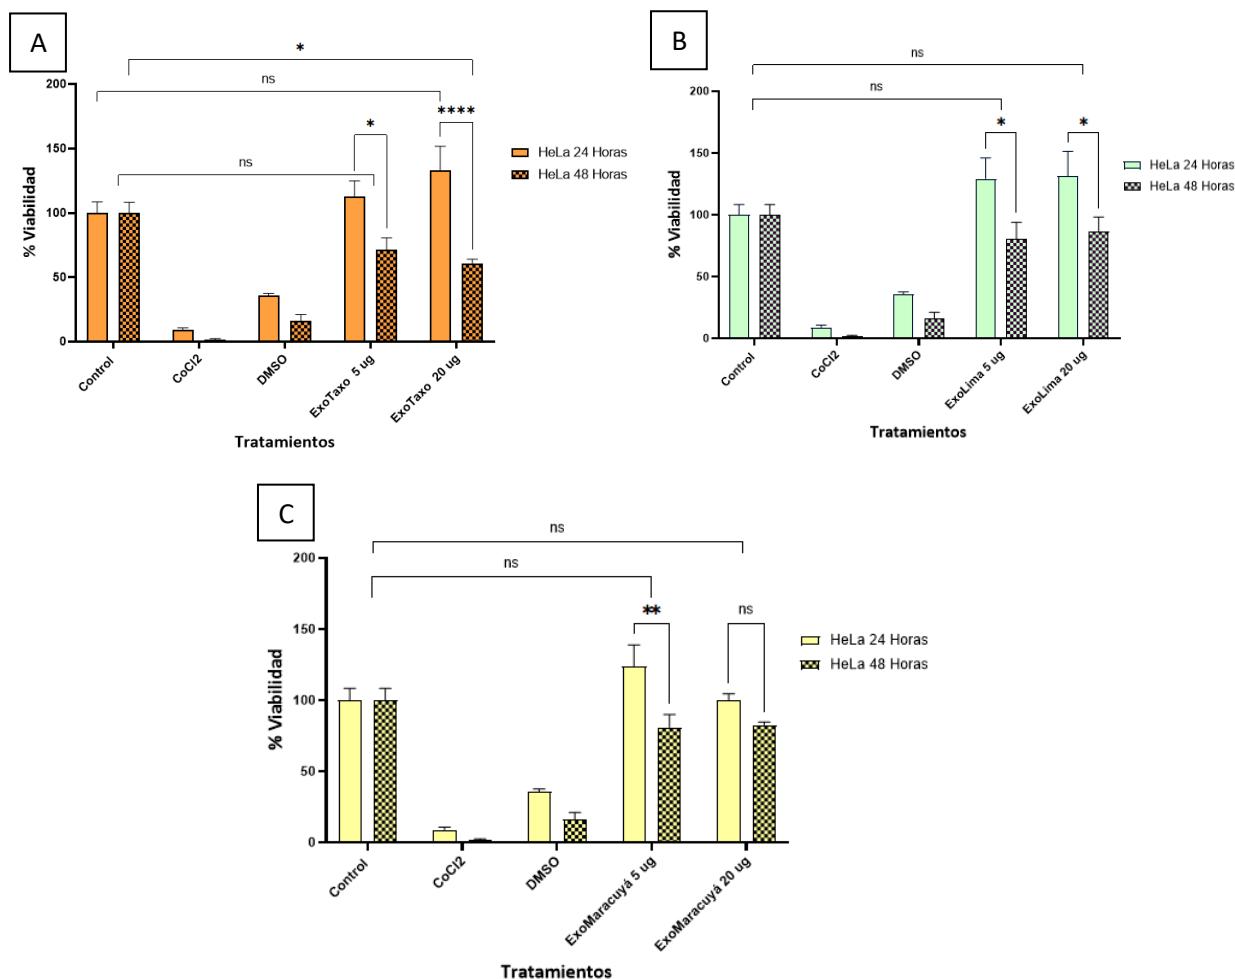 A
*
ns
200
****
*
150
ns
HeLa 24 Horas
HeLa 48 Horas
100
% Viabilidad
50
0
Control
CoCl2
DMSO
ExoTaxo 5 ug
ExoTaxo 20 ug
Tratamientos
B
ns
ns
200
*
*
150
HeLa 24 Horas
HeLa 48 Horas
100
% Viabilidad
50
0
Control
CoCl2
DMSO
ExoLima 5 ug
ExoLima 20 ug
Tratamientos
C
ns
200
ns
**
ns
150
HeLa 24 Horas
HeLa 48 Horas
100
% Viabilidad
50
0
Control
CoCl2
DMSO
ExoMaracuyá 5 ug
ExoMaracuyá 20 ug
Tratamientos